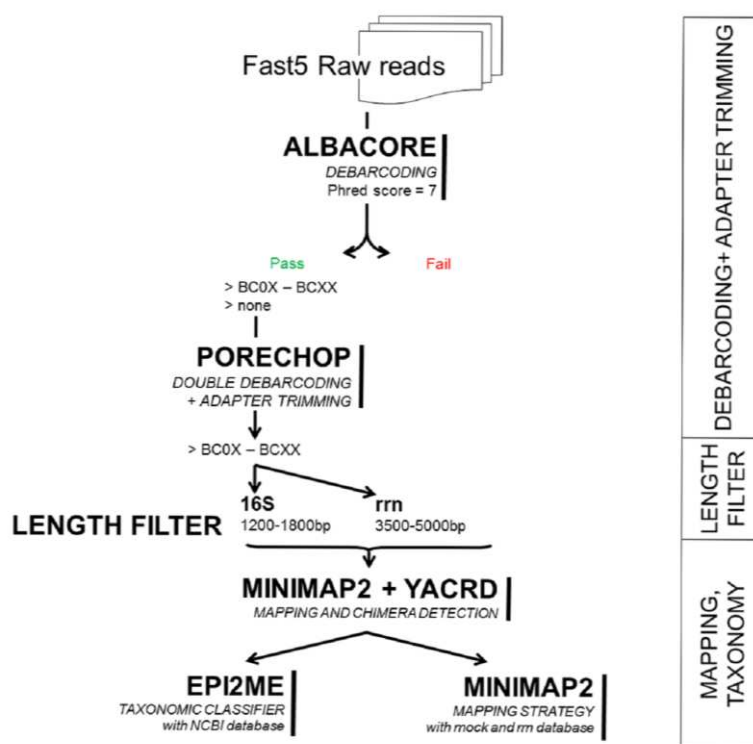 Fast5 Raw reads
ALBACORE
DEBARCODING
Phred score = 7
Pass
Fail
> BC0X – BCXX
> none
PORECHOP
DOUBLE DEBARCODING
+ ADAPTER TRIMMING
> BC0X – BCXX
LENGTH FILTER
16S
1200-1800bp
rrn
3500-5000bp
MINIMAP2 + YACRD
MAPPING AND CHIMERA DETECTION
EPI2ME
TAXONOMIC CLASSIFIER
with NCBI database
MINIMAP2
MAPPING STRATEGY
with mock and rrn database
DEBARCODING+ ADAPTER TRIMMING
LENGTH
FILTER
MAPPING,
TAXONOMY